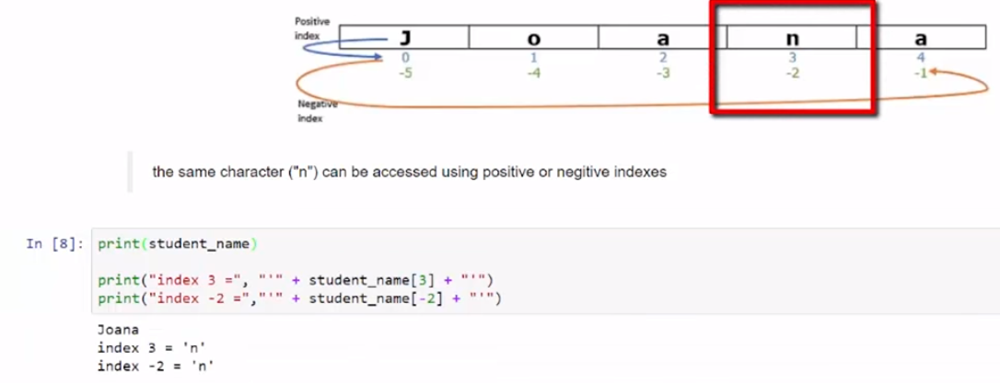 Positive
index
J o a n a
0 1 2 3 4
-5 -4 -3 -2 -1
Negative
index
the same character ("n") can be accessed using positive or negitive indexes
In [8]: print(student_name)
print("index 3 =", "'" + student_name[3] + "'")
print("index -2 =","'" + student_name[-2] + "'")
Joana
index 3 = 'n'
index -2 = 'n'